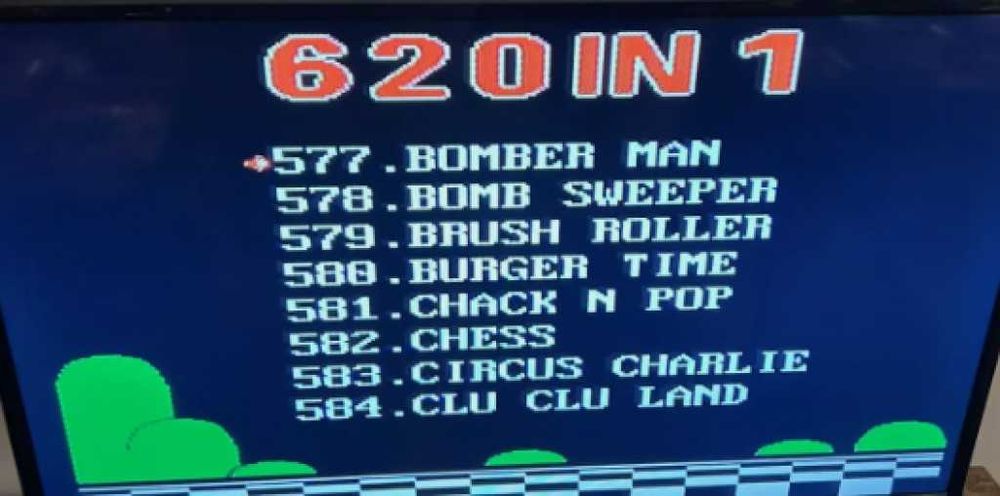 620IN 1
577.BOMBER MAN
578.BOMB SWEEPER
579.BRUSH ROLLER
580.BURGER TIME
581.CHACK N POP
582.CHESS
583.CIRCUS CHARLIE
584.CLU CLU LAND